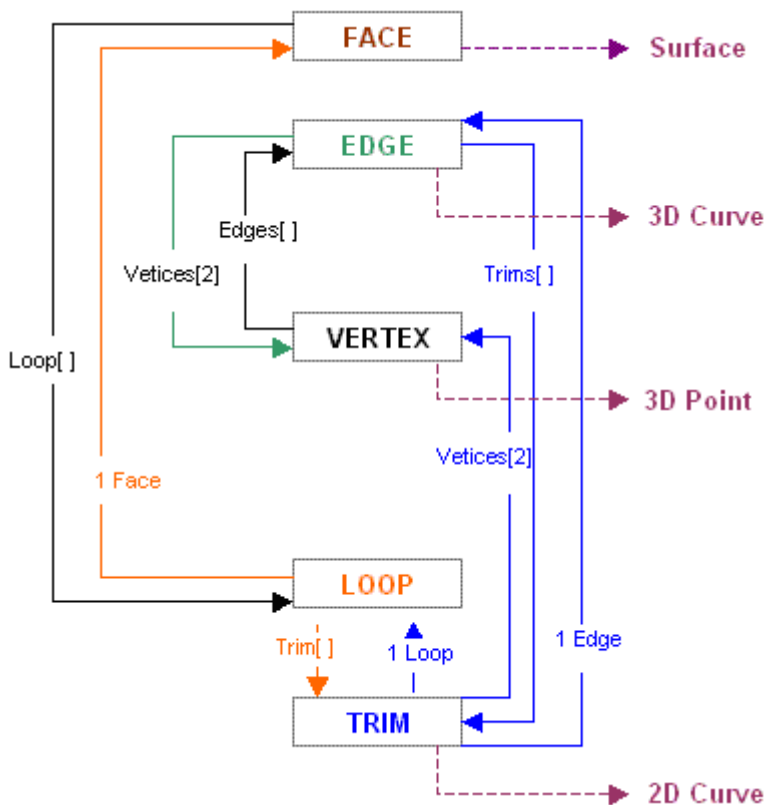 FACE
Surface
EDGE
3D Curve
Edges[ ]
Vetices[2]
Trims[ ]
VERTEX
Loop[ ]
3D Point
Vetices[2]
1 Face
LOOP
Trim[ ]
1 Loop
1 Edge
TRIM
2D Curve